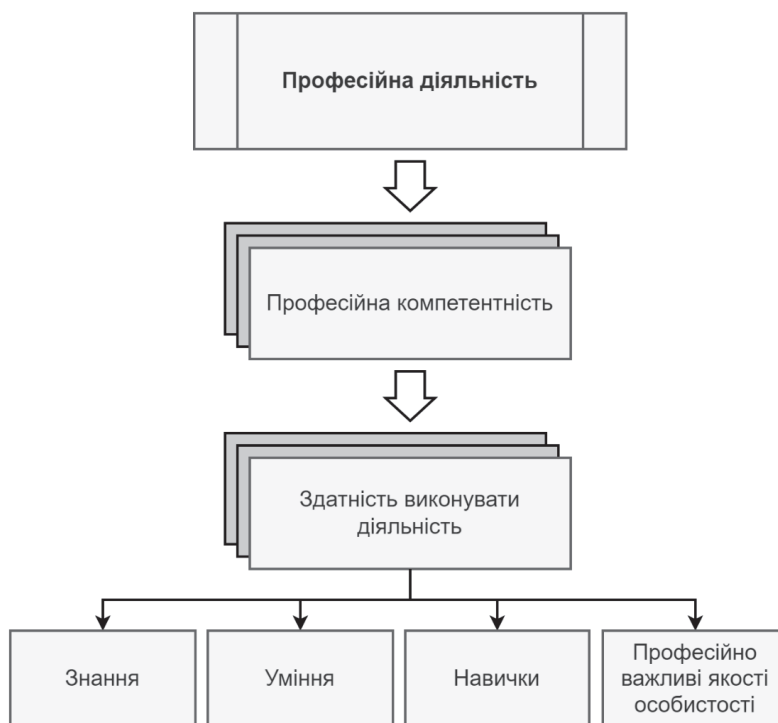 Професійна діяльність
Професійна компетентність
Здатність виконувати
діяльність
Знання
Уміння
Навички
Професійно
важливі якості
особистості